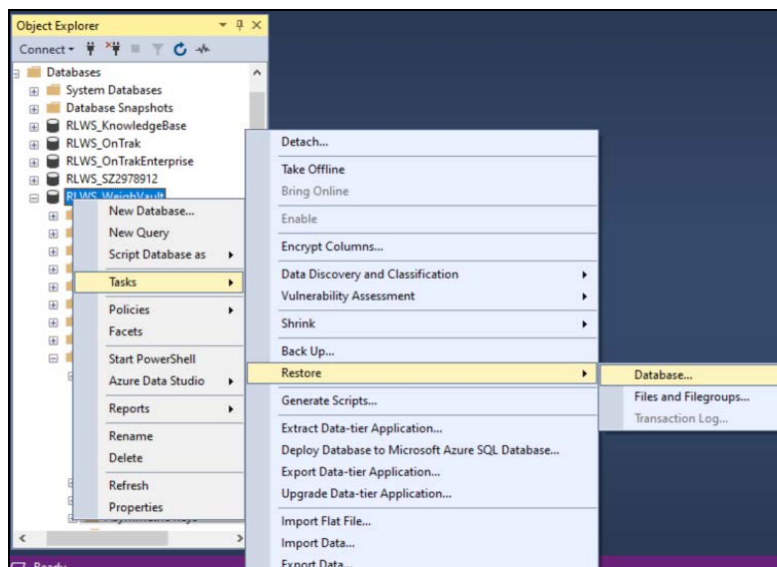 Object Explorer
Connect
Databases
System Databases
Database Snapshots
RLWS_KnowledgeBase
RLWS_OnTrak
RLWS_OnTrakEnterprise
RLWS_SZ2978912
RLWS_WeighVault
New Database...
New Query
Script Database as
Tasks
Policies
Facets
Start PowerShell
Azure Data Studio
Reports
Rename
Delete
Refresh
Properties
Detach...
Take Offline
Bring Online
Enable
Encrypt Columns...
Data Discovery and Classification
Vulnerability Assessment
Shrink
Back Up...
Restore
Generate Scripts...
Extract Data-tier Application...
Deploy Database to Microsoft Azure SQL Database...
Export Data-tier Application...
Upgrade Data-tier Application...
Import Flat File...
Import Data...
Export Data...
Database...
Files and Filegroups...
Transaction Log...
Ready